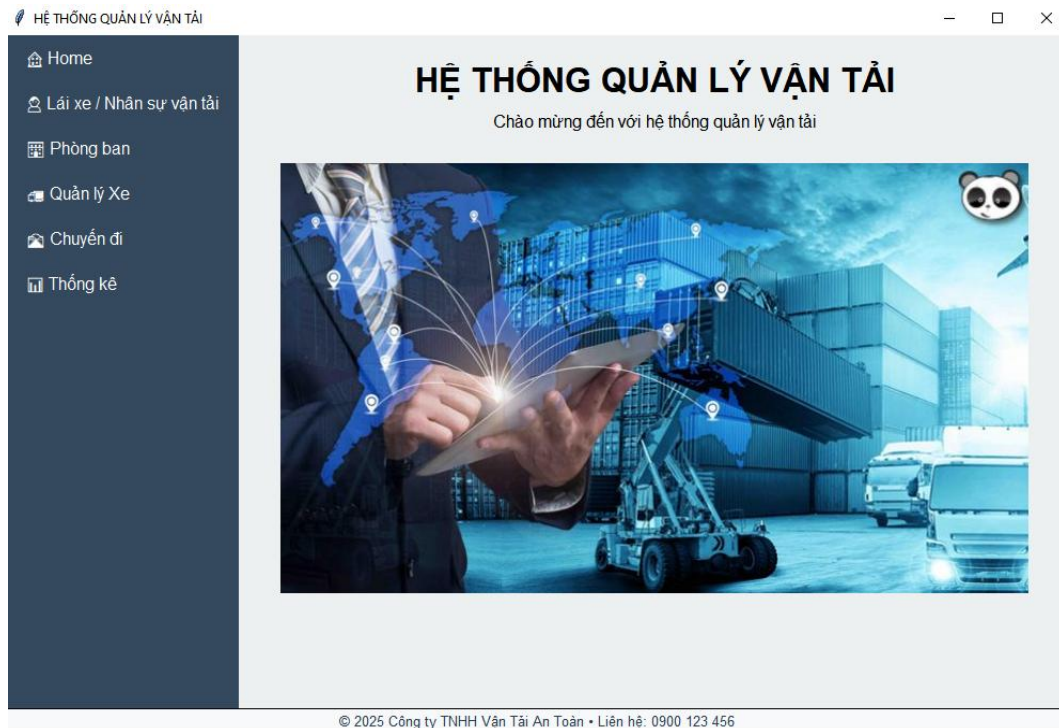 HỆ THỐNG QUẢN LÝ VẬN TẢI
Home
Lái xe / Nhân sự vận tải
Phòng ban
Quản lý Xe
Chuyến đi
Thống kê
HỆ THỐNG QUẢN LÝ VẬN TẢI
Chào mừng đến với hệ thống quản lý vận tải
© 2025 Công ty TNHH Vận Tải An Toàn • Liên hệ: 0900 123 456